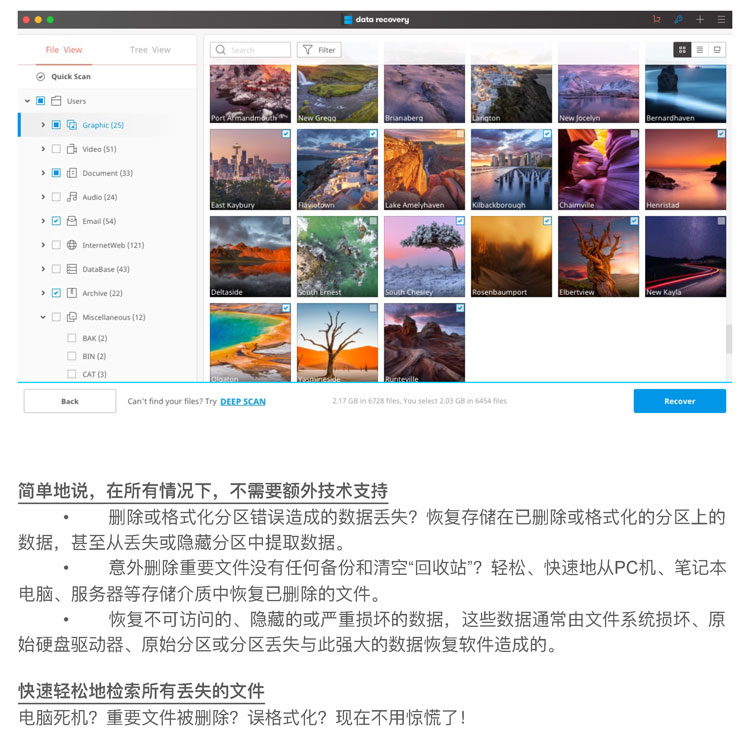 data recovery
File View
Tree View
Search
Filter
Quick Scan
Users
Graphic (25)
Video (51)
Document (33)
Audio (24)
Email (54)
InternetWeb (121)
DataBase (43)
Archive (22)
Miscellaneous (12)
BAK (2)
BIN (2)
CAT (3)
Port Armandmouth
New Gregg
Brianaberg
Langton
New Jocelyn
Bernardhaven
East Kaybury
Flaviotown
Lake Amelyhaven
Kilbackborough
Chaimville
Henristad
Deltaside
South Ernest
South Chesley
Rosenbaumport
Elbertview
New Kayla
Olgaton
Yasmineside
Runteville
Back
Can't find your files? Try DEEP SCAN
2.17 GB in 6728 files, You select 2.03 GB in 6454 files
Recover
简单地说，在所有情况下，不需要额外技术支持
• 删除或格式化分区错误造成的数据丢失？恢复存储在已删除或格式化的分区上的
数据，甚至从丢失或隐藏分区中提取数据。
• 意外删除重要文件没有任何备份和清空“回收站”？轻松、快速地从PC机、笔记本
电脑、服务器等存储介质中恢复已删除的文件。
• 恢复不可访问的、隐藏的或严重损坏的数据，这些数据通常由文件系统损坏、原
始硬盘驱动器、原始分区或分区丢失与此强大的数据恢复软件造成的。
快速轻松地检索所有丢失的文件
电脑死机？重要文件被删除？误格式化？现在不用惊慌了！